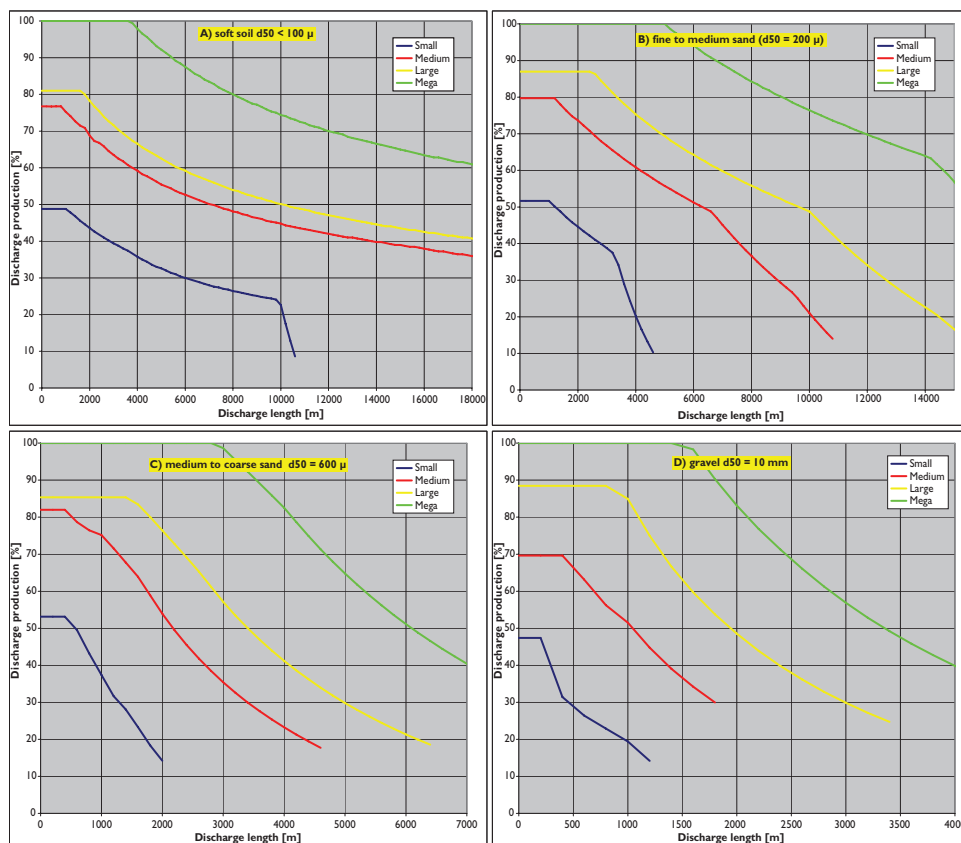 A) soft soil d50 < 100 µ
Small
Medium
Large
Mega
Discharge production [%]
100
90
80
70
60
50
40
30
20
10
0
0 2000 4000 6000 8000 10000 12000 14000 16000 18000
Discharge length [m]
B) fine to medium sand (d50 = 200 µ)
Small
Medium
Large
Mega
Discharge production [%]
100
90
80
70
60
50
40
30
20
10
0
0 2000 4000 6000 8000 10000 12000 14000
Discharge length [m]
C) medium to coarse sand d50 = 600 µ
Small
Medium
Large
Mega
Discharge production [%]
100
90
80
70
60
50
40
30
20
10
0
0 1000 2000 3000 4000 5000 6000 7000
Discharge length [m]
D) gravel d50 = 10 mm
Small
Medium
Large
Mega
Discharge production [%]
100
90
80
70
60
50
40
30
20
10
0
0 500 1000 1500 2000 2500 3000 3500 400
Discharge length [m]